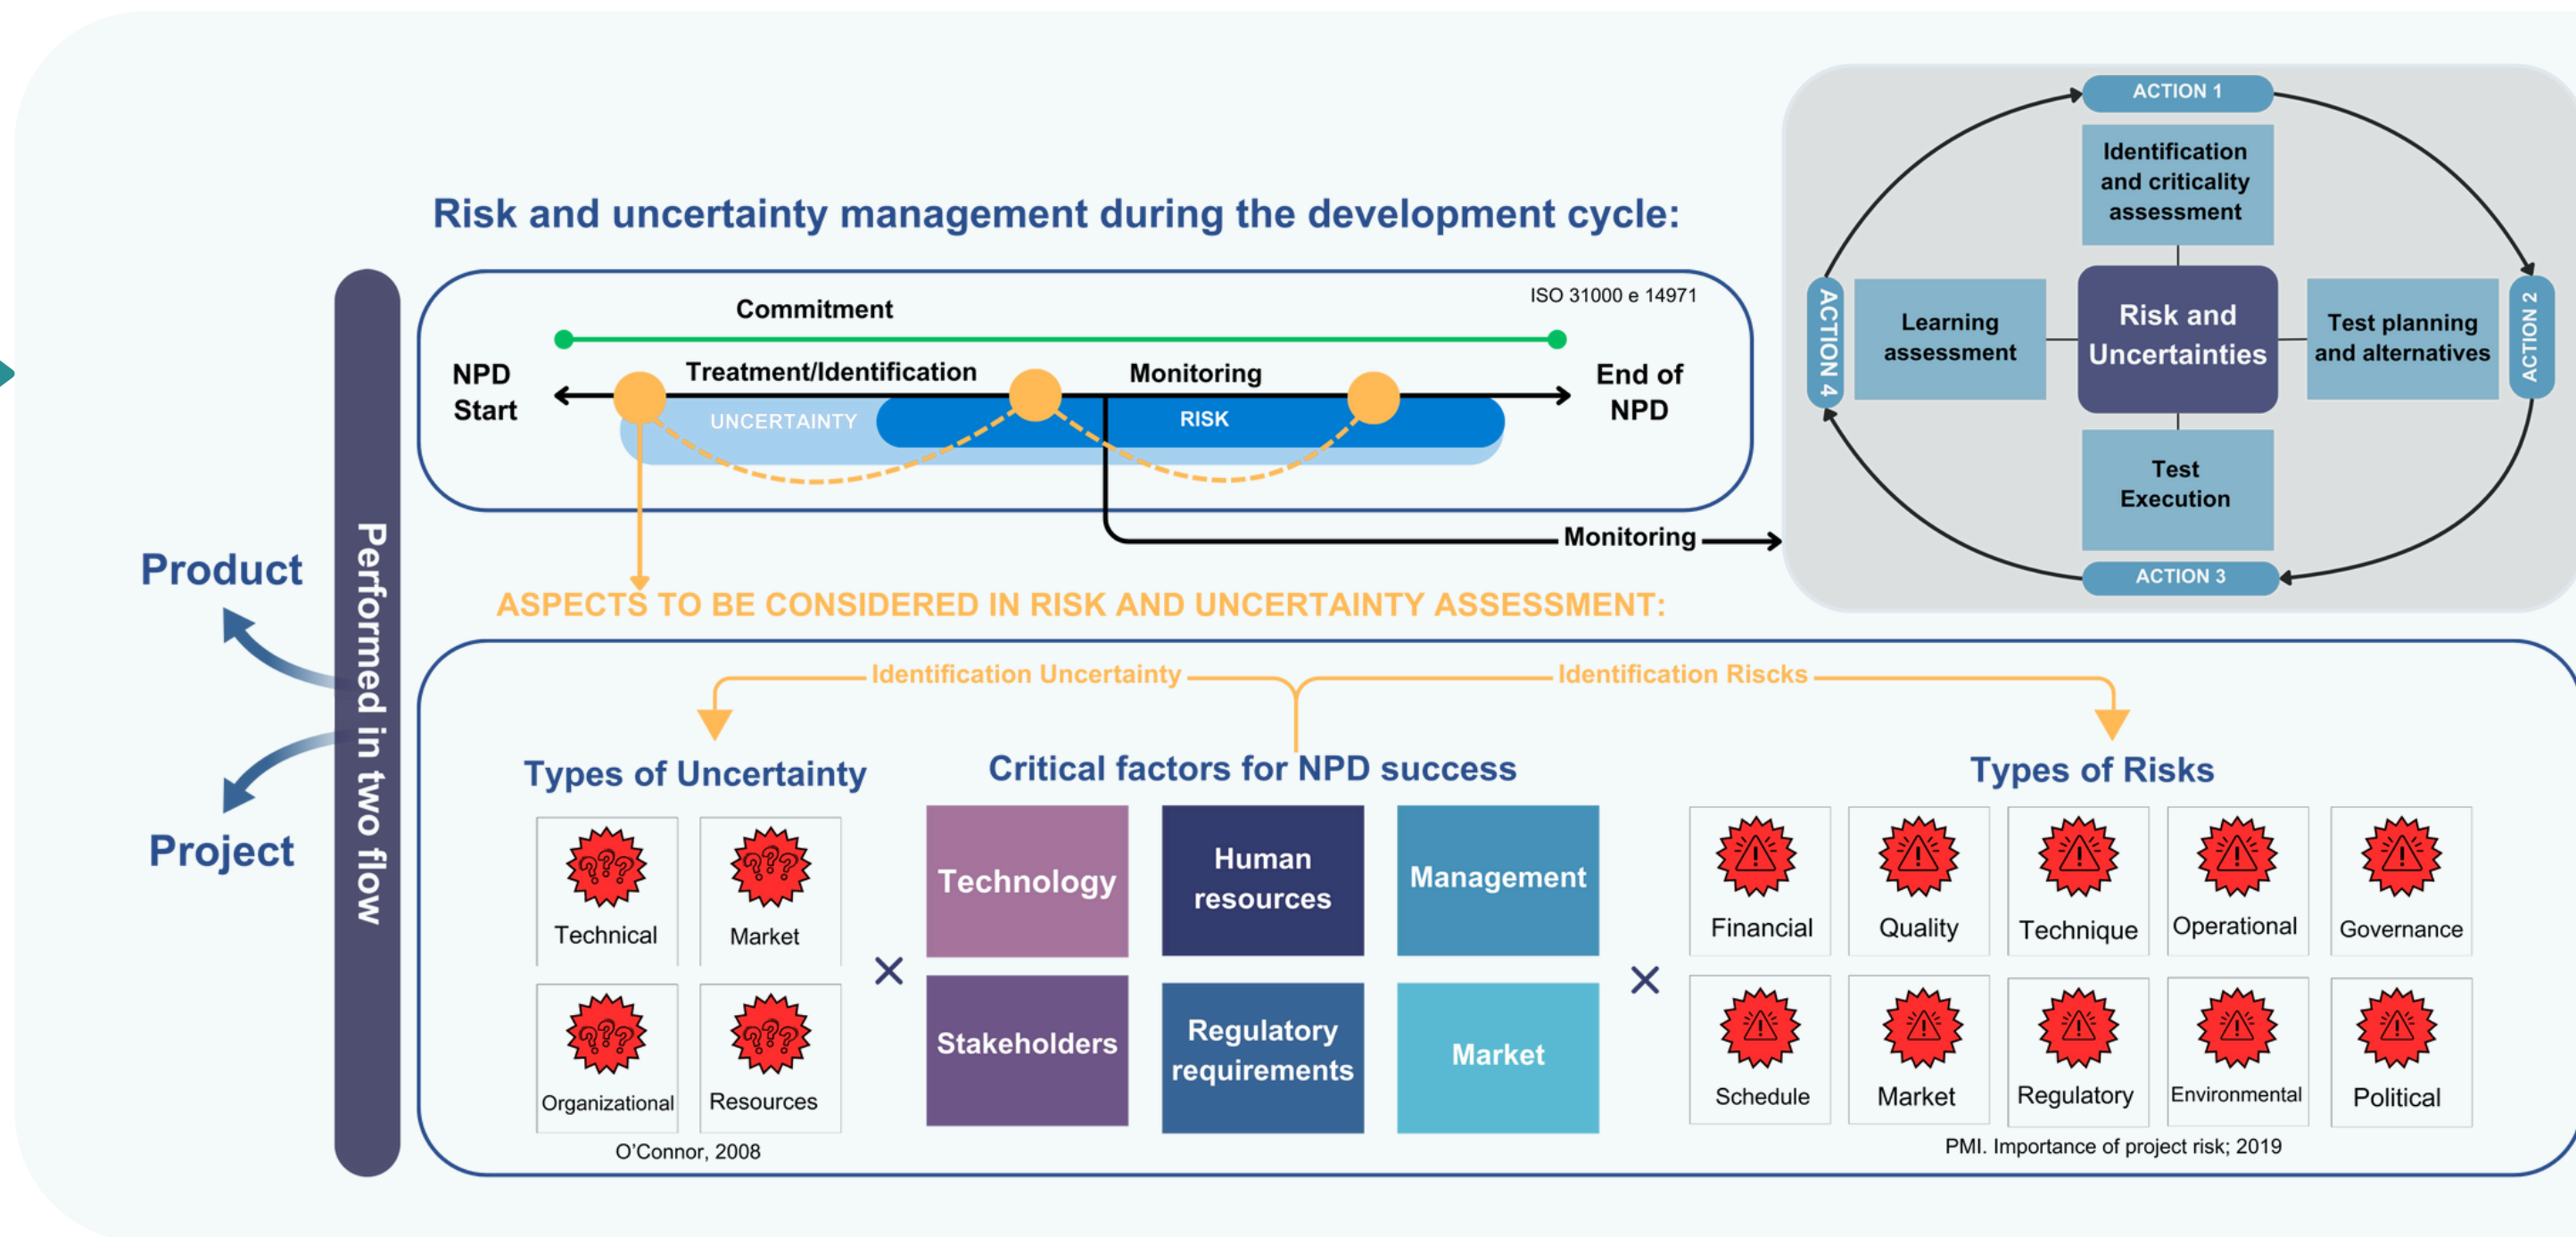 Risk and uncertainty management during the development cycle:
ISO 31000 e 14971
Commitment
NPD
Start
Treatment/Identification
Monitoring
End of
NPD
UNCERTAINTY
RISK
Monitoring
ACTION 1
Identification
and criticality
assessment
ACTION 4
Learning
assessment
Risk and
Uncertainties
Test planning
and alternatives
ACTION 2
Test
Execution
ACTION 3
Product
Project
Performed in two flow
ASPECTS TO BE CONSIDERED IN RISK AND UNCERTAINTY ASSESSMENT:
Identification Uncertainty
Identification Riscks
Types of Uncertainty
???
Technical
???
Market
???
Organizational
???
Resources
O'Connor, 2008
×
Critical factors for NPD success
Technology
Human
resources
Management
Stakeholders
Regulatory
requirements
Market
×
Types of Risks
Financial
Quality
Technique
Operational
Governance
Schedule
Market
Regulatory
Environmental
Political
PMI. Importance of project risk; 2019